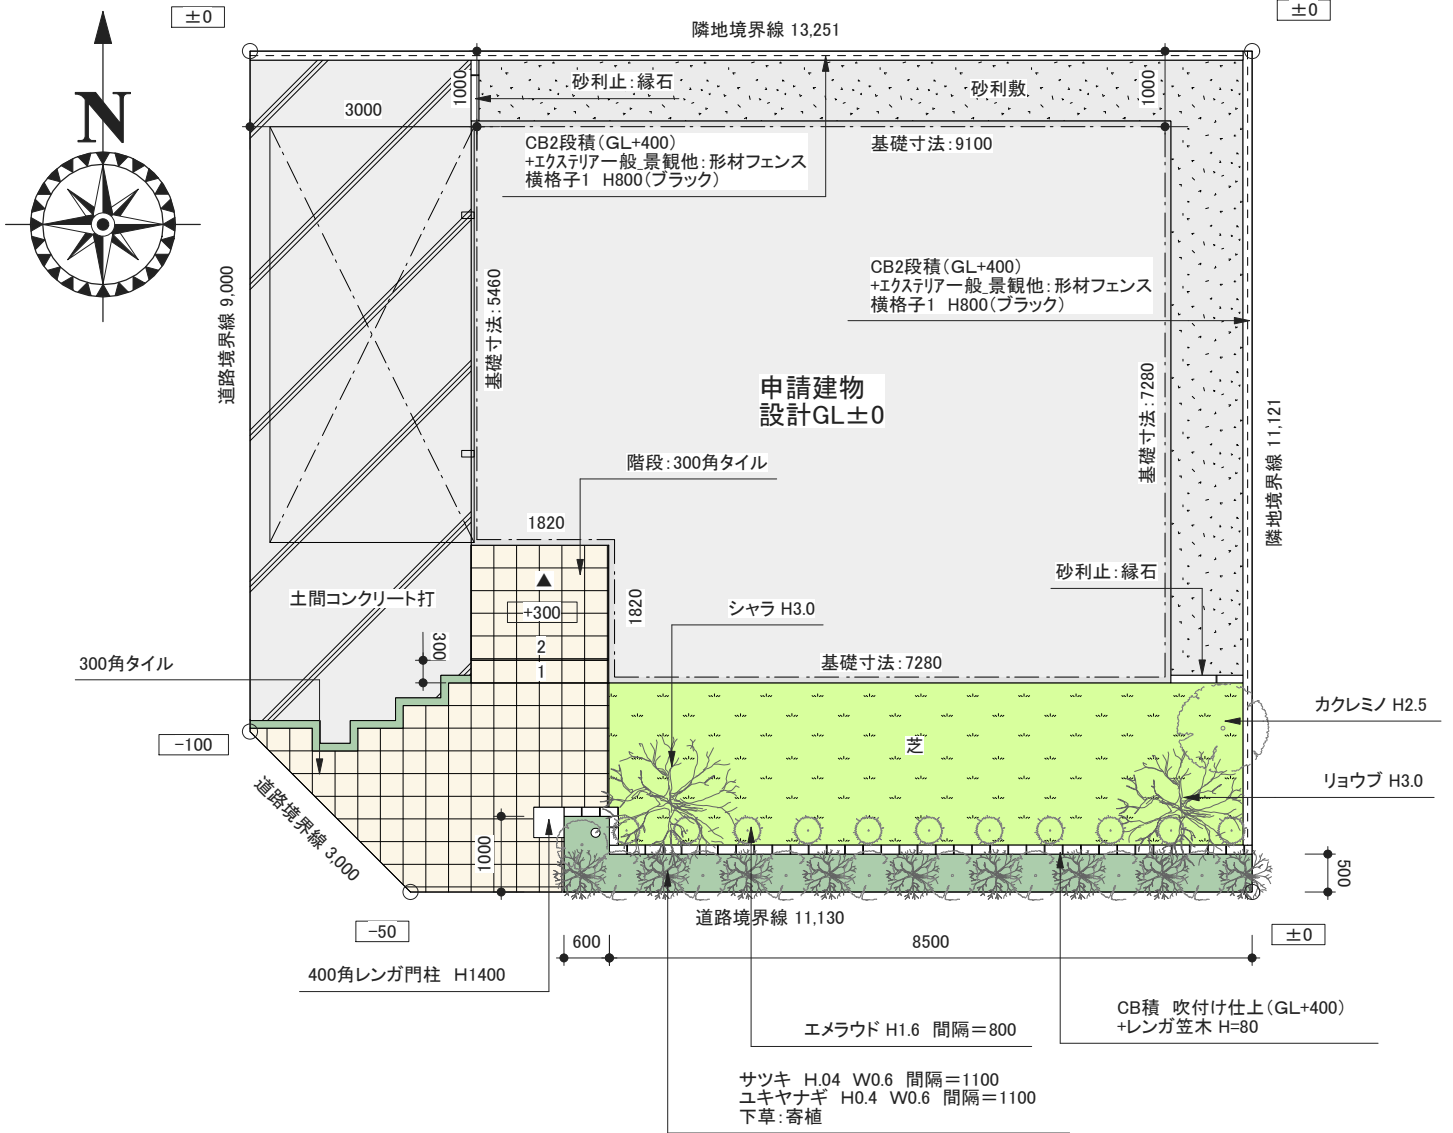 ±0
隣地境界線 13,251
±0
N
3000
1000
砂利止：縁石
砂利敷
1000
CB2段積（GL+400）
+エクステリア一般_景観他：形材フェンス
横格子1 H800（ブラック）
基礎寸法：9100
道路境界線 9,000
基礎寸法：5460
CB2段積（GL+400）
+エクステリア一般_景観他：形材フェンス
横格子1 H800（ブラック）
申請建物
設計GL±0
基礎寸法：7280
隣地境界線 11,121
階段：300角タイル
1820
土間コンクリート打
+300
1820
シャラ H3.0
砂利止：縁石
300
2
1
300角タイル
基礎寸法：7280
カクレミノ H2.5
-100
芝
リョウブ H3.0
道路境界線 3,000
1000
500
道路境界線 11,130
-50
600
8500
±0
400角レンガ門柱 H1400
CB積 吹付け仕上（GL+400）
+レンガ笠木 H=80
エメラウド H1.6 間隔＝800
サツキ H.04 W0.6 間隔＝1100
ユキヤナギ H0.4 W0.6 間隔＝1100
下草：寄植